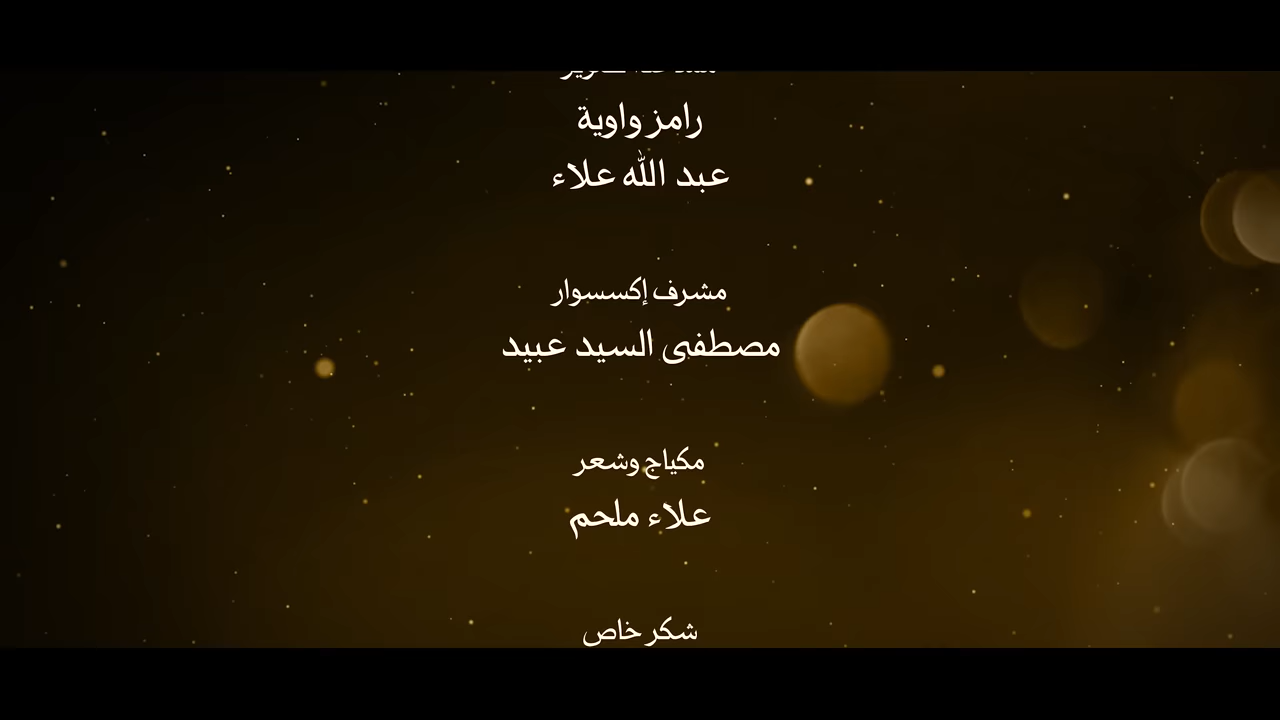 رامز واوية
عبد الله علاء
مشرف إكسسوار
مصطفى السيد عبيد
مكياج وشعر
علاء ملحم
شكر خاص